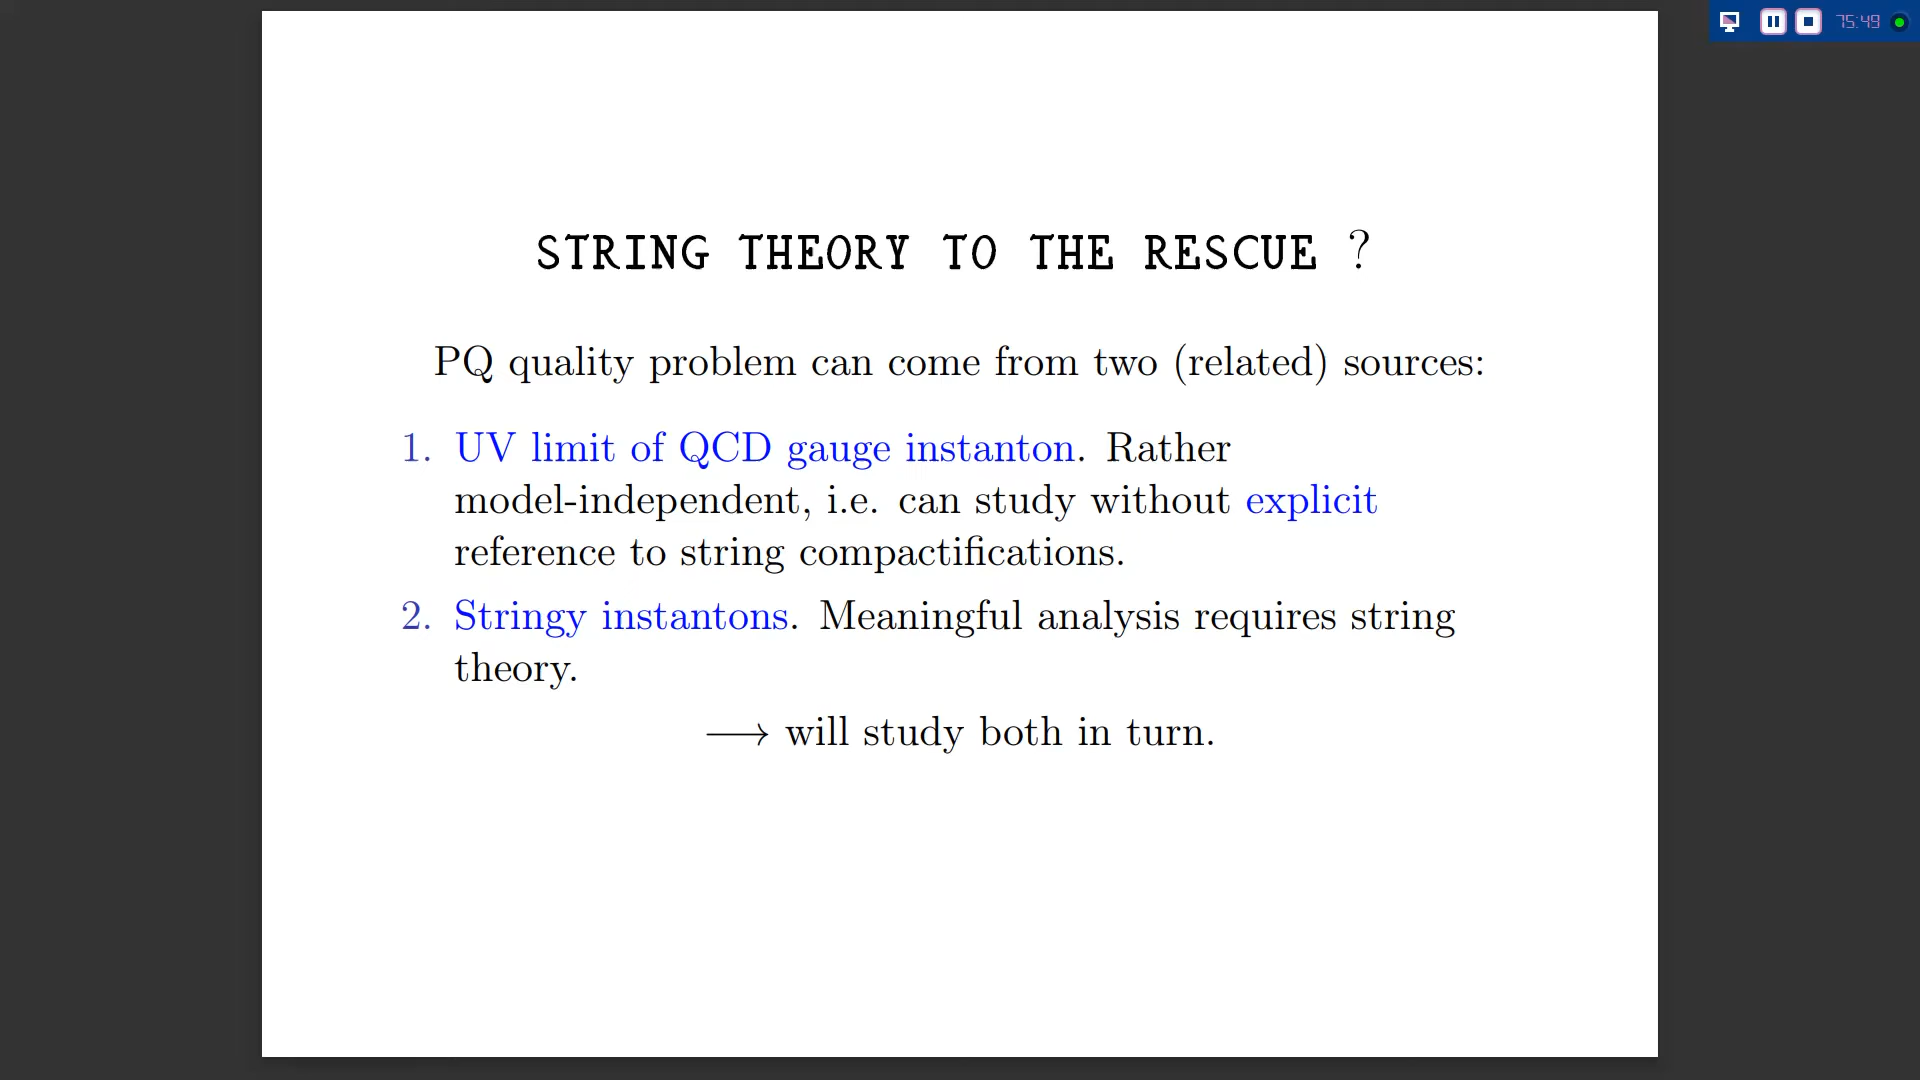 75:49
STRING THEORY TO THE RESCUE ?
PQ quality problem can come from two (related) sources:
1. UV limit of QCD gauge instanton. Rather
model-independent, i.e. can study without explicit
reference to string compactifications.
2. Stringy instantons. Meaningful analysis requires string
theory.
⟶ will study both in turn.